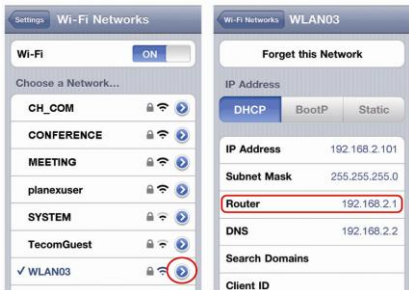 Settings
Wi-Fi Networks
Wi-Fi
ON
Choose a Network...
CH_COM
CONFERENCE
MEETING
planexuser
SYSTEM
TecomGuest
WLAN03
Wi-Fi Networks
WLAN03
Forget this Network
IP Address
DHCP BootP Static
IP Address 192.168.2.101
Subnet Mask 255.255.255.0
Router 192.168.2.1
DNS 192.168.2.2
Search Domains
Client ID